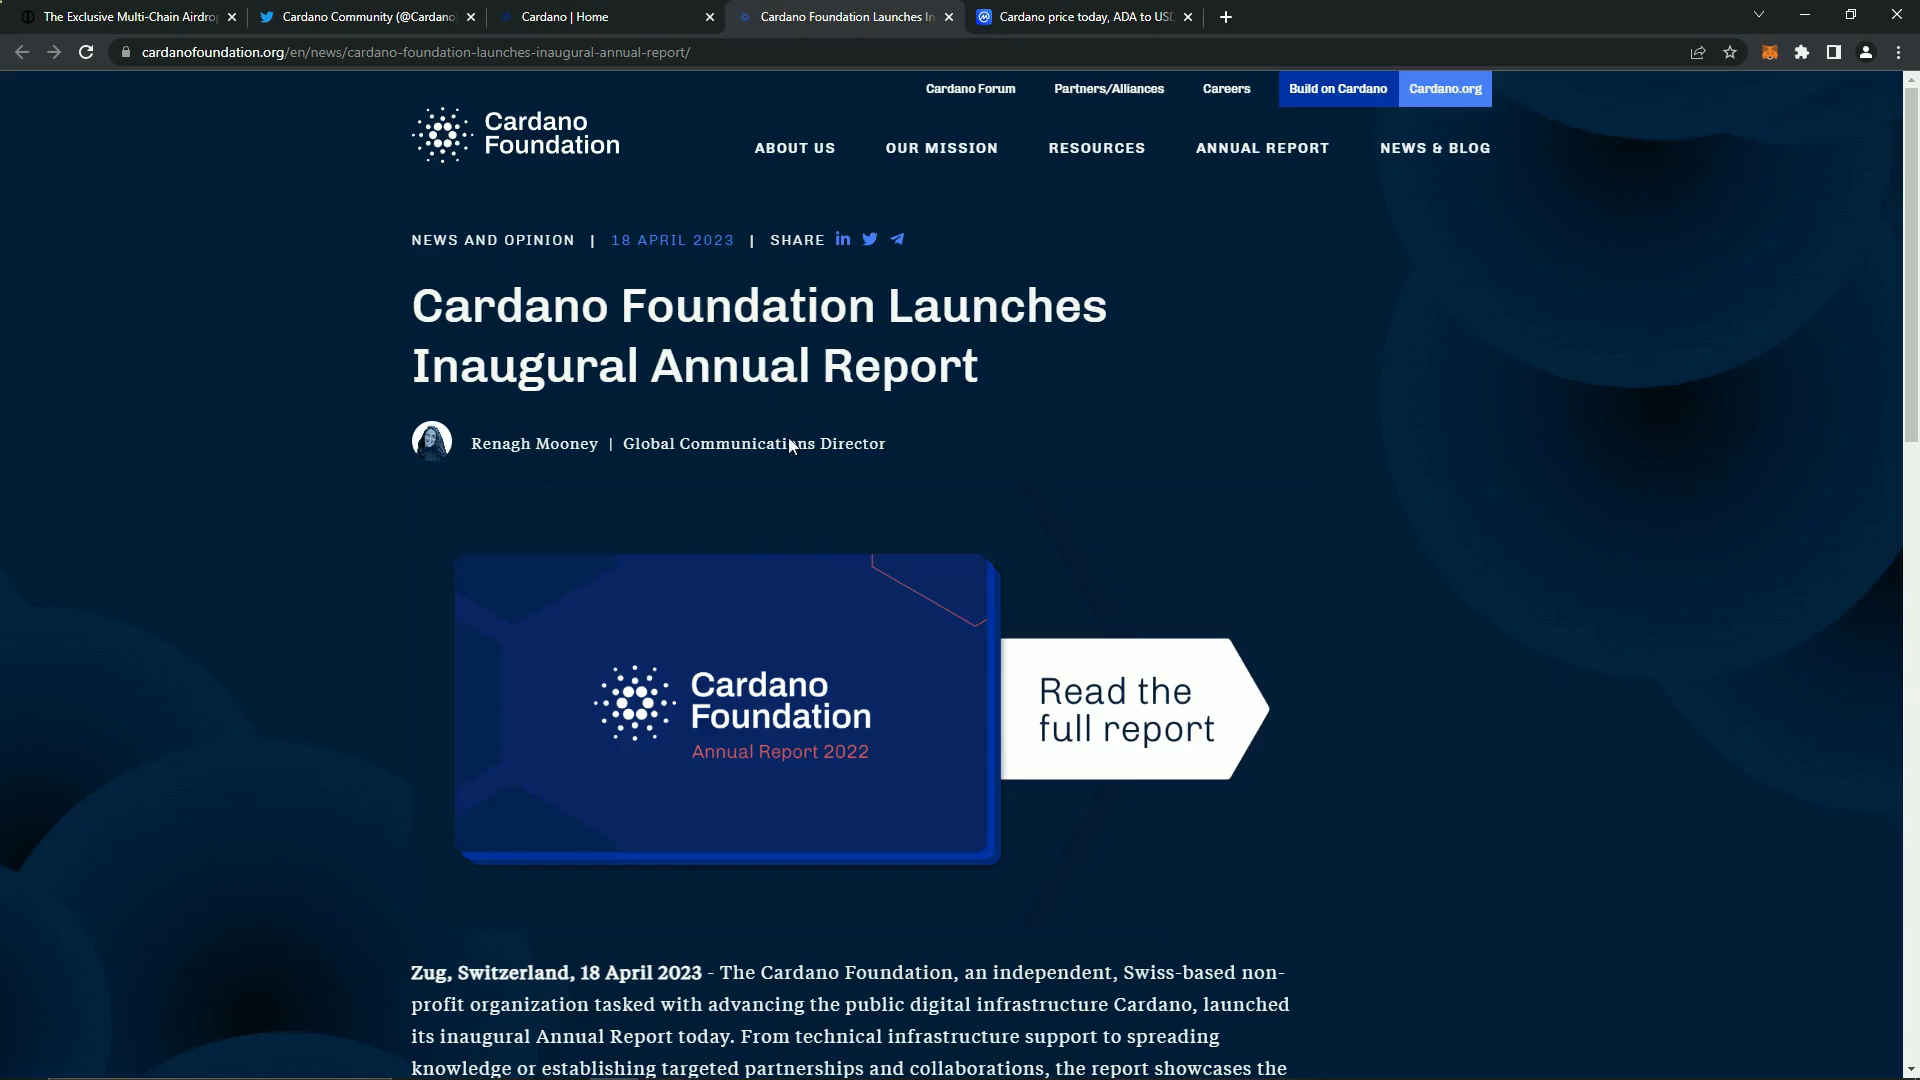 The Exclusive Multi-Chain Airdro
Cardano Community (@Cardano
Cardano | Home
Cardano Foundation Launches In
Cardano price today, ADA to USD
cardanofoundation.org/en/news/cardano-foundation-launches-inaugural-annual-report/
Cardano Forum
Partners/Alliances
Careers
Build on Cardano
Cardano.org
Cardano
Foundation
ABOUT US
OUR MISSION
RESOURCES
ANNUAL REPORT
NEWS & BLOG
NEWS AND OPINION | 18 APRIL 2023 | SHARE
Cardano Foundation Launches
Inaugural Annual Report
Renagh Mooney | Global Communications Director
Cardano
Foundation
Annual Report 2022
Read the
full report
Zug, Switzerland, 18 April 2023 - The Cardano Foundation, an independent, Swiss-based non-
profit organization tasked with advancing the public digital infrastructure Cardano, launched
its inaugural Annual Report today. From technical infrastructure support to spreading
knowledge or establishing targeted partnerships and collaborations, the report showcases the